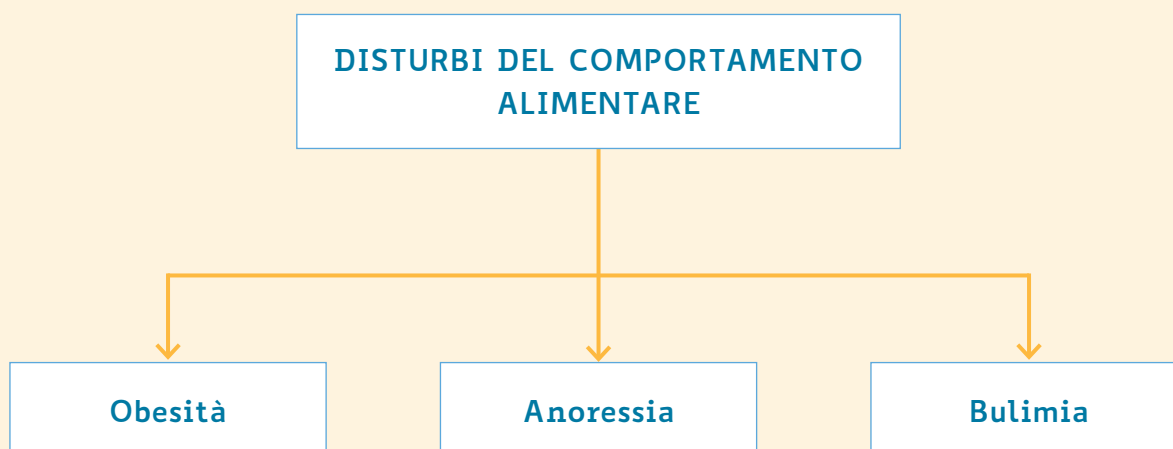 DISTURBI DEL COMPORTAMENTO
ALIMENTARE
Obesità
Anoressia
Bulimia